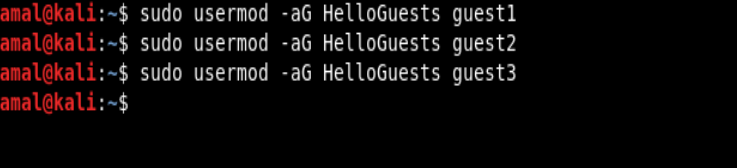 amal@kali:~$ sudo usermod -aG HelloGuests guest1
amal@kali:~$ sudo usermod -aG HelloGuests guest2
amal@kali:~$ sudo usermod -aG HelloGuests guest3
amal@kali:~$